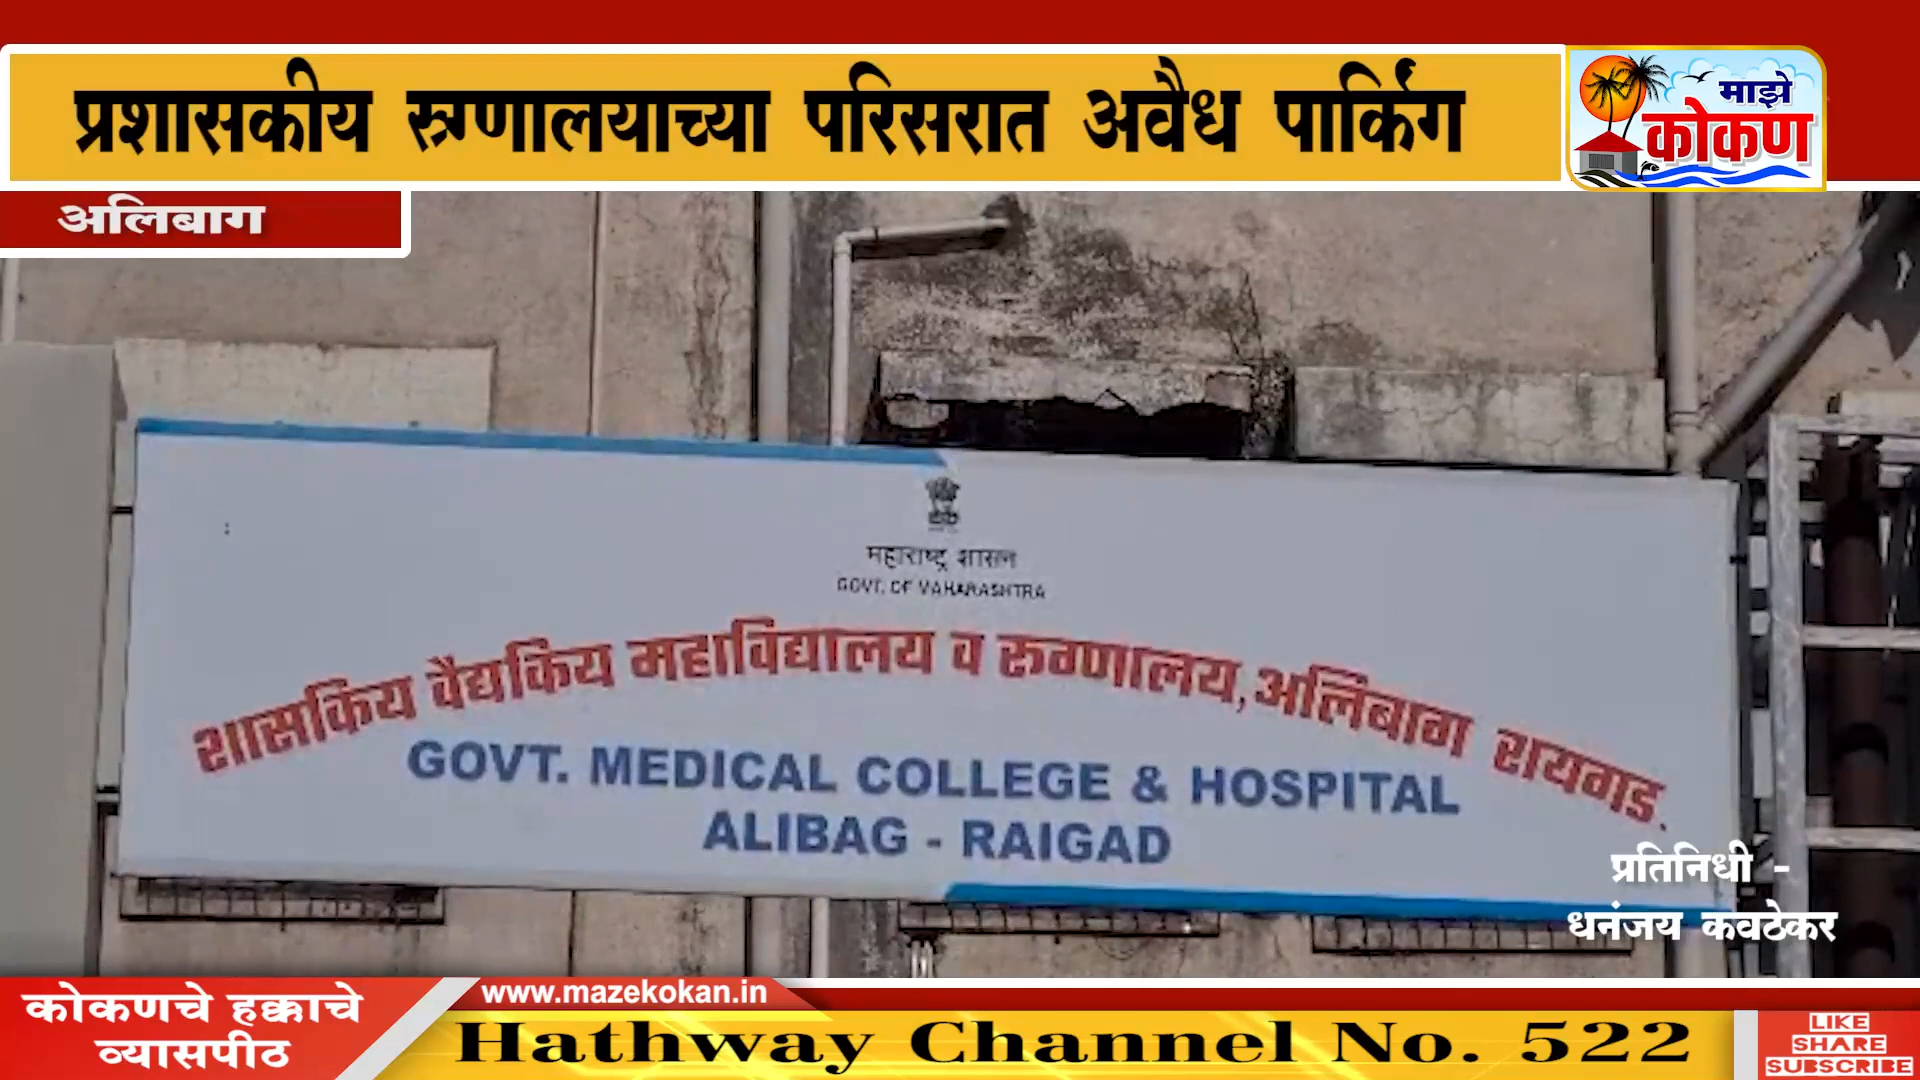 प्रशासकीय रुग्णालयाच्या परिसरात अवैध पार्किंग
माझे
कोकण
अलिबाग
महाराष्ट्र शासन
GOVT. OF MAHARASHTRA
शासकिय वैद्यकिय महाविद्यालय व रुग्णालय,अलिबाग रायगड.
GOVT. MEDICAL COLLEGE & HOSPITAL
ALIBAG - RAIGAD
प्रतिनिधी -
धनंजय कवठेकर
कोकणचे हक्काचे
व्यासपीठ
www.mazekokan.in
Hathway Channel No. 522
LIKE
SHARE
SUBSCRIBE